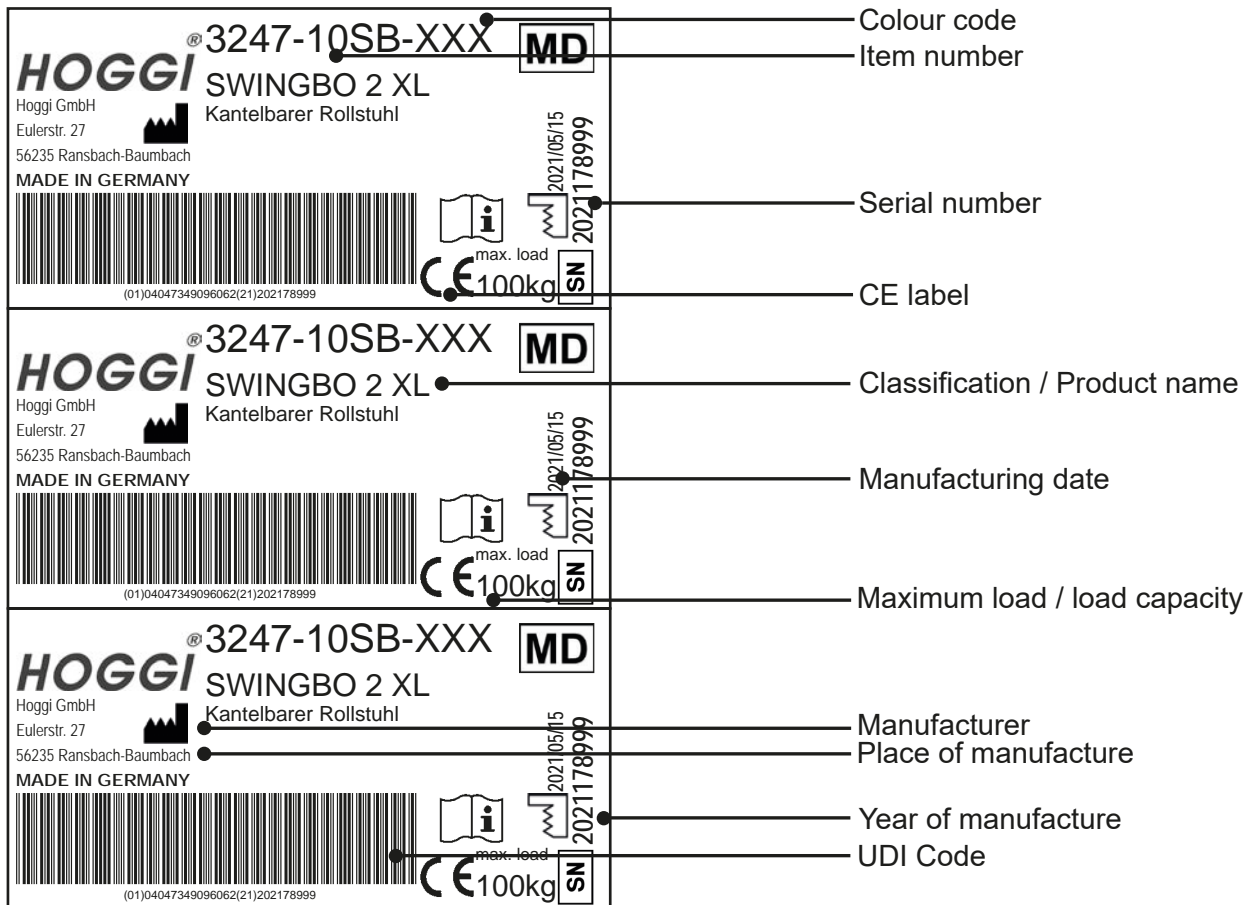 HOGGI®
3247-10SB-XXX
MD
SWINGBO 2 XL
Kantelbarer Rollstuhl
Hoggi GmbH
Eulerstr. 27
56235 Ransbach-Baumbach
MADE IN GERMANY
2021/05/15
2021178999
i
max. load
CE
100kg
SN
(01)04047349096062(21)202178999
Colour code
Item number
Serial number
CE label
HOGGI®
3247-10SB-XXX
MD
SWINGBO 2 XL
Kantelbarer Rollstuhl
Hoggi GmbH
Eulerstr. 27
56235 Ransbach-Baumbach
MADE IN GERMANY
2021/05/15
2021178999
i
max. load
CE
100kg
SN
(01)04047349096062(21)202178999
Classification / Product name
Manufacturing date
Maximum load / load capacity
HOGGI®
3247-10SB-XXX
MD
SWINGBO 2 XL
Kantelbarer Rollstuhl
Hoggi GmbH
Eulerstr. 27
56235 Ransbach-Baumbach
MADE IN GERMANY
2021/05/15
2021178999
i
max. load
CE
100kg
SN
(01)04047349096062(21)202178999
Manufacturer
Place of manufacture
Year of manufacture
UDI Code